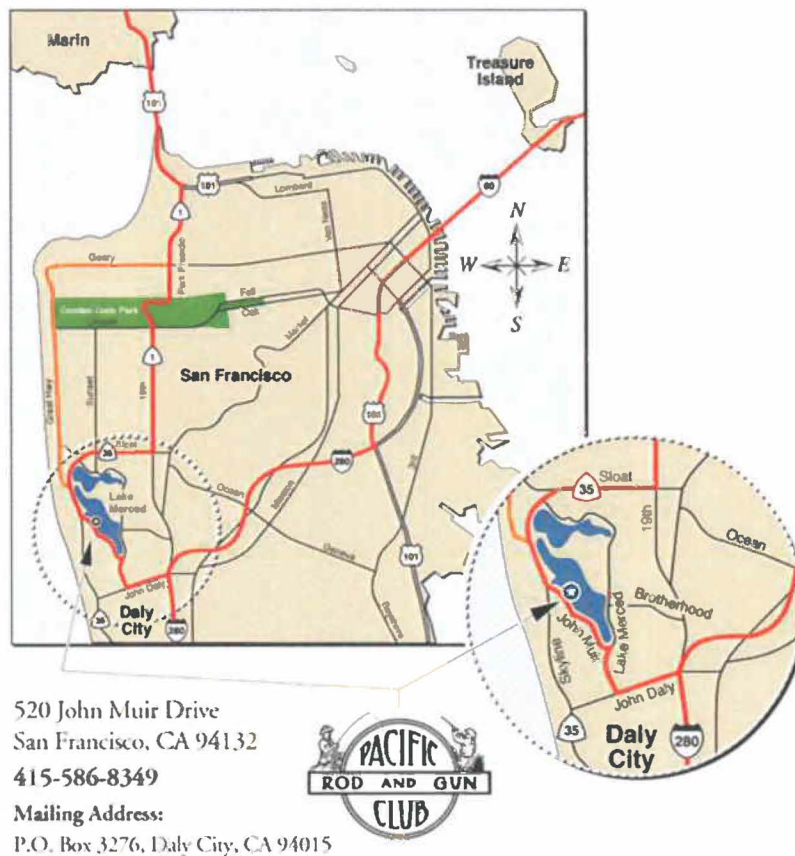 Marin
Treasure
Island
101
101
Lombard
80
1
Van Ness
N
Geary
W
E
S
Fell
Oak
Market
San Francisco
1
Sunset
19th
Great Hwy
101
35
Sloat
280
3rd
Lake
Merced
Ocean
Mission
Geneva
101
John Daly
Daly
City
35
280
Sloat
35
19th
Ocean
Brotherhood
Lake Merced
John Muir
Skyline
John Daly
35
Daly
City
280
520 John Muir Drive
San Francisco, CA 94132
415-586-8349
Mailing Address:
P.O. Box 3276, Daly City, CA 94015
PACIFIC
ROD AND GUN
CLUB